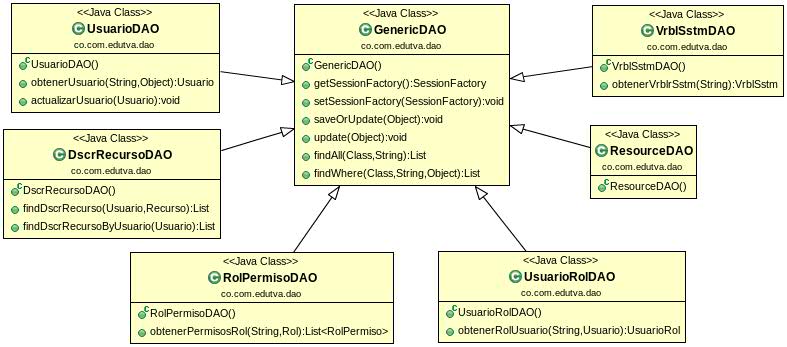 <<Java Class>>
UsuarioDAO
co.com.edutva.dao
UsuarioDAO()
obtenerUsuario(String,Object):Usuario
actualizarUsuario(Usuario):void
<<Java Class>>
GenericDAO
co.com.edutva.dao
GenericDAO()
getSessionFactory():SessionFactory
setSessionFactory(SessionFactory):void
saveOrUpdate(Object):void
update(Object):void
findAll(Class,String):List
findWhere(Class,String,Object):List
<<Java Class>>
VrblSstmDAO
co.com.edutva.dao
VrblSstmDAO()
obtenerVrblrSstm(String):VrblSstm
<<Java Class>>
DscrRecursoDAO
co.com.edutva.dao
DscrRecursoDAO()
findDscrRecurso(Usuario,Recurso):List
findDscrRecursoByUsuario(Usuario):List
<<Java Class>>
ResourceDAO
co.com.edutva.dao
ResourceDAO()
<<Java Class>>
RolPermisoDAO
co.com.edutva.dao
RolPermisoDAO()
obtenerPermisosRol(String,Rol):List<RolPermiso>
<<Java Class>>
UsuarioRolDAO
co.com.edutva.dao
UsuarioRolDAO()
obtenerRolUsuario(String,Usuario):UsuarioRol